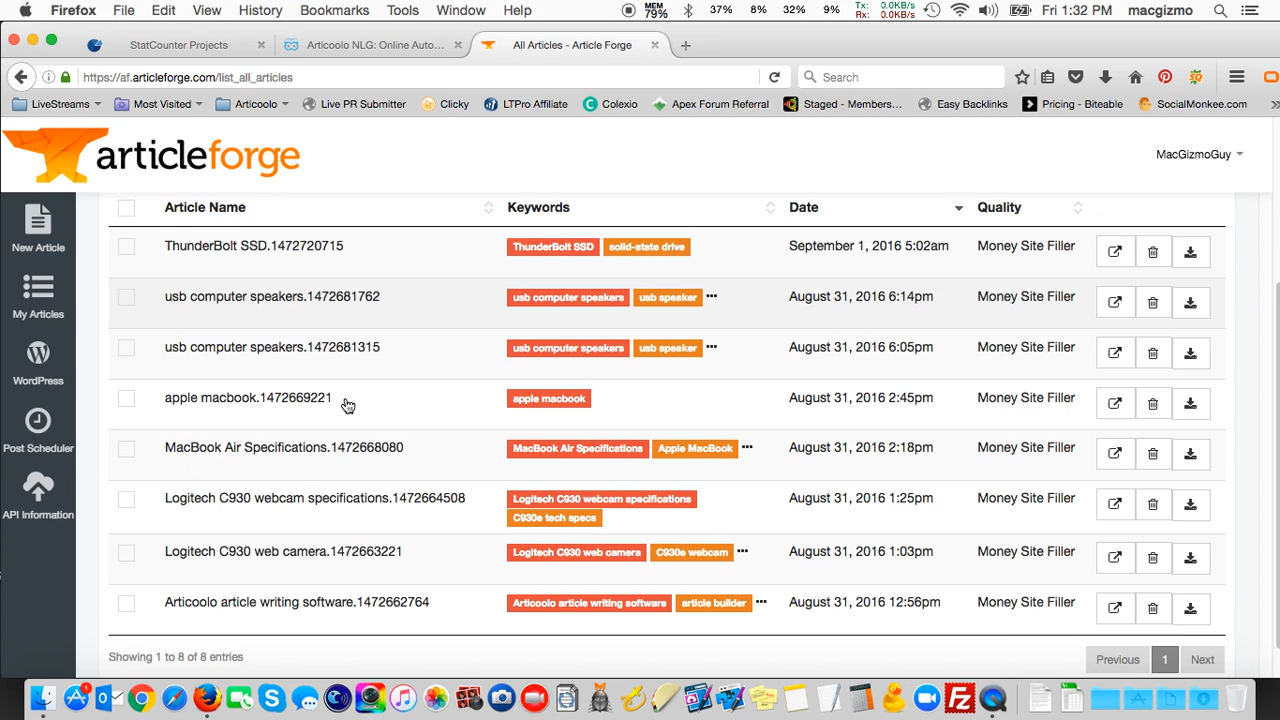 Firefox File Edit View History Bookmarks Tools Window Help MEM 79% 37% 8% 32% 9% Tx: 0.0KB/s Rx: 0.0KB/s Fri 1:32 PM macgizmo
StatCounter Projects Articoolo NLG: Online Auto... All Articles - Article Forge
https://af.articleforge.com/list_all_articles Search
LiveStreams Most Visited Articoolo Live PR Submitter Clicky LTPro Affiliate Colexio Apex Forum Referral Staged - Members... Easy Backlinks Pricing - Biteable SocialMonkee.com
articleforge MacGizmoGuy
New Article
My Articles
WordPress
Post Scheduler
API Information
Article Name Keywords Date Quality
ThunderBolt SSD.1472720715 ThunderBolt SSD solid-state drive September 1, 2016 5:02am Money Site Filler
usb computer speakers.1472681762 usb computer speakers usb speaker ... August 31, 2016 6:14pm Money Site Filler
usb computer speakers.1472681315 usb computer speakers usb speaker ... August 31, 2016 6:05pm Money Site Filler
apple macbook.1472669221 apple macbook August 31, 2016 2:45pm Money Site Filler
MacBook Air Specifications.1472668080 MacBook Air Specifications Apple MacBook ... August 31, 2016 2:18pm Money Site Filler
Logitech C930 webcam specifications.1472664508 Logitech C930 webcam specifications August 31, 2016 1:25pm Money Site Filler
C930e tech specs
Logitech C930 web camera.1472663221 Logitech C930 web camera C930e webcam ... August 31, 2016 1:03pm Money Site Filler
Articoolo article writing software.1472662764 Articoolo article writing software article builder ... August 31, 2016 12:56pm Money Site Filler
Showing 1 to 8 of 8 entries Previous 1 Next